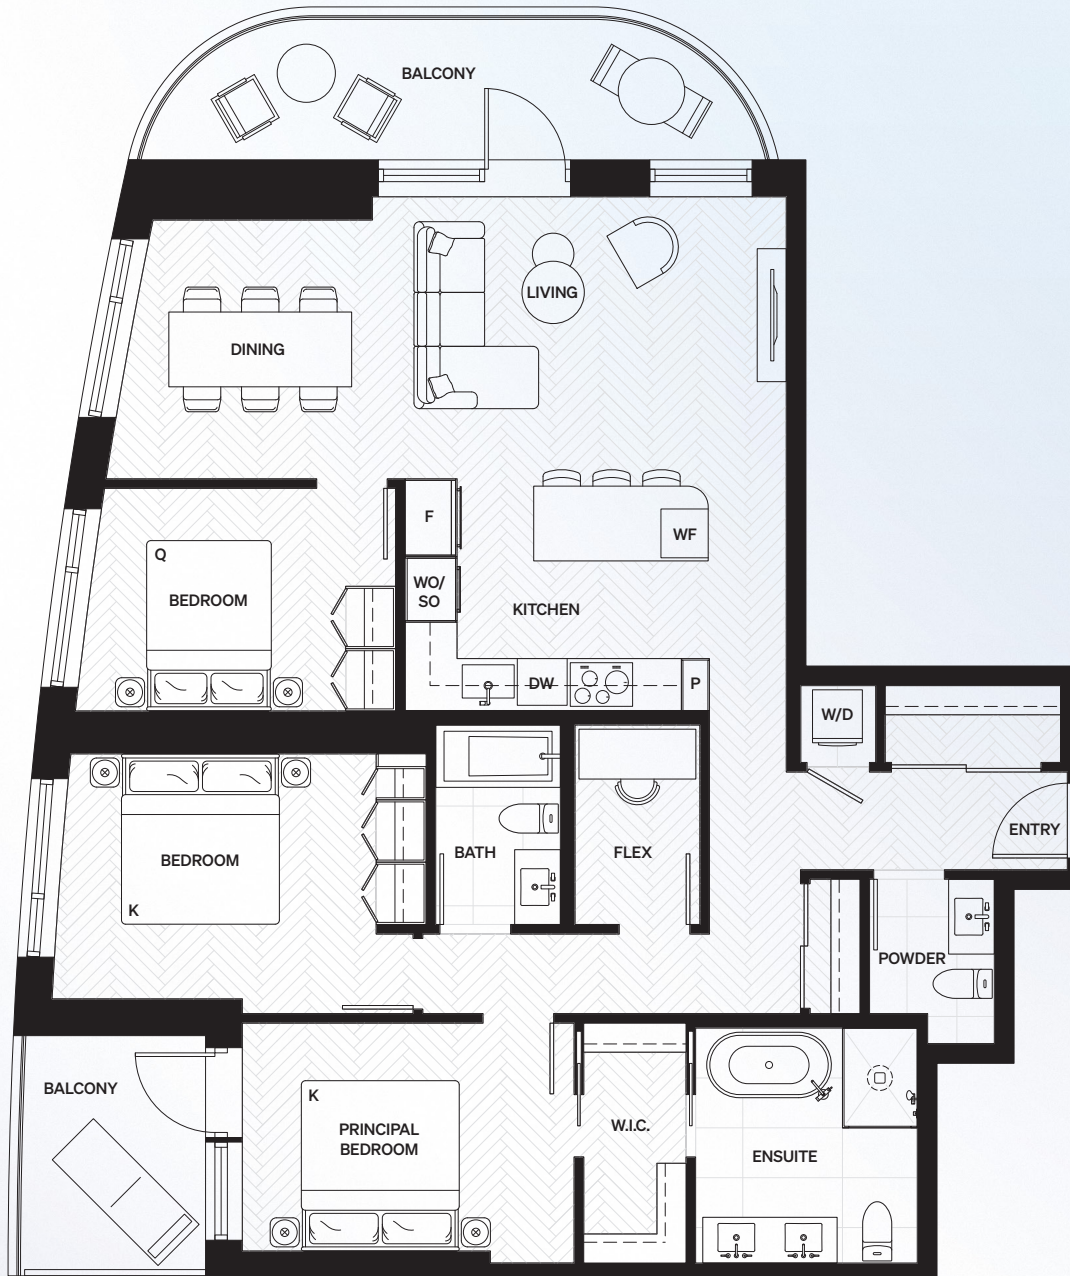 BALCONY
LIVING
DINING
F
WF
Q
BEDROOM
WO/
SO
KITCHEN
DW
P
W/D
ENTRY
BEDROOM
K
BATH
FLEX
POWDER
BALCONY
K
PRINCIPAL
BEDROOM
W.I.C.
ENSUITE